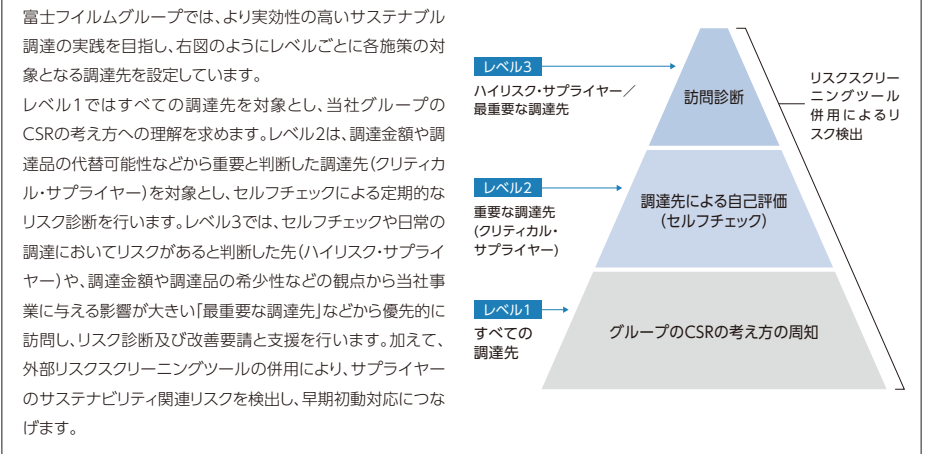 富士フイルムグループでは、より実効性の高いサステナブル
調達の実践を目指し、右図のようにレベルごとに各施策の対
象となる調達先を設定しています。
レベル1ではすべての調達先を対象とし、当社グループの
CSRの考え方への理解を求めます。レベル2は、調達金額や調
達品の代替可能性などから重要と判断した調達先(クリティカ
ル・サプライヤー)を対象とし、セルフチェックによる定期的な
リスク診断を行います。レベル3では、セルフチェックや日常の
調達においてリスクがあると判断した先(ハイリスク・サプライ
ヤー)や、調達金額や調達品の希少性などの観点から当社事
業に与える影響が大きい「最重要な調達先」などから優先的に
訪問し、リスク診断及び改善要請と支援を行います。加えて、
外部リスクスクリーニングツールの併用により、サプライヤー
のサステナビリティ関連リスクを検出し、早期初動対応につな
げます。
レベル3
ハイリスク・サプライヤー／
最重要な調達先
訪問診断
リスクスクリー
ニングツール
併用によるリ
スク検出
レベル2
重要な調達先
(クリティカル・
サプライヤー)
調達先による自己評価
(セルフチェック)
レベル1
すべての
調達先
グループのCSRの考え方の周知